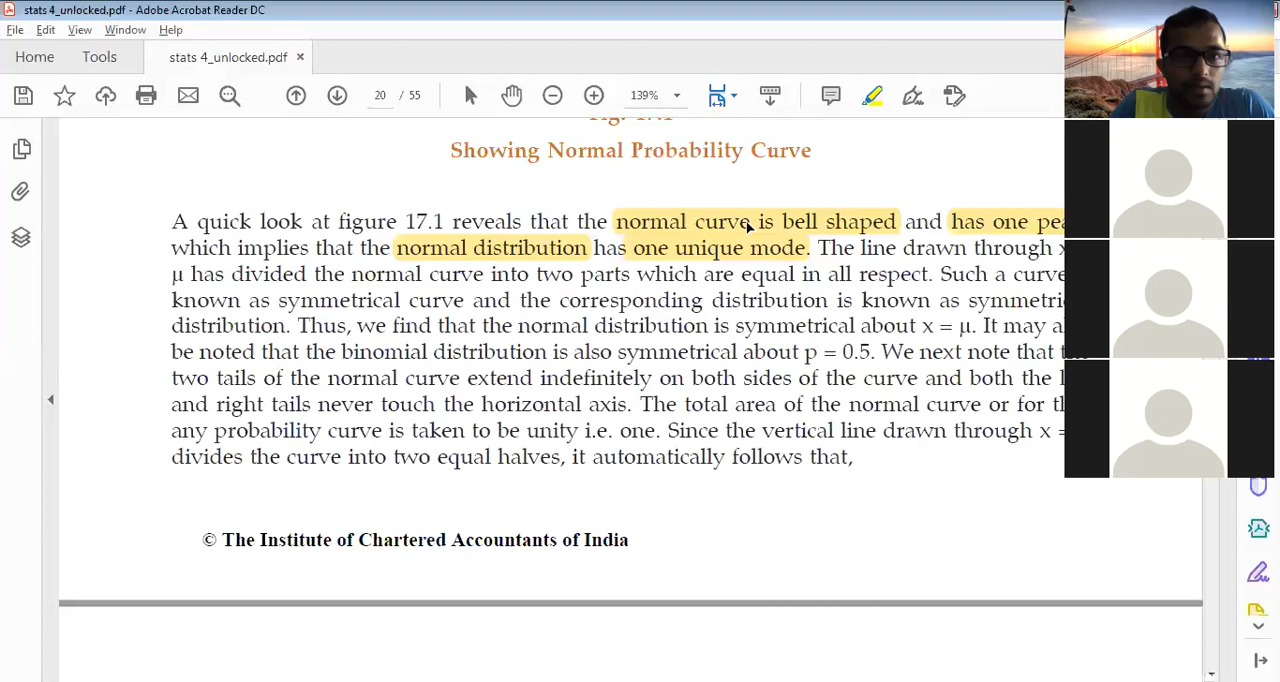 stats 4_unlocked.pdf - Adobe Acrobat Reader DC
File Edit View Window Help
Home Tools stats 4_unlocked.pdf ×
20 / 55 139%
Showing Normal Probability Curve
A quick look at figure 17.1 reveals that the normal curve is bell shaped and has one
which implies that the normal distribution has one unique mode. The line drawn through
μ has divided the normal curve into two parts which are equal in all respect. Such a curve
known as symmetrical curve and the corresponding distribution is known as
distribution. Thus, we find that the normal distribution is symmetrical about x = μ. It may
be noted that the binomial distribution is also symmetrical about p = 0.5. We next note that
two tails of the normal curve extend indefinitely on both sides of the curve and both the
and right tails never touch the horizontal axis. The total area of the normal curve or for
any probability curve is taken to be unity i.e. one. Since the vertical line drawn through x =
divides the curve into two equal halves, it automatically follows that,
© The Institute of Chartered Accountants of India